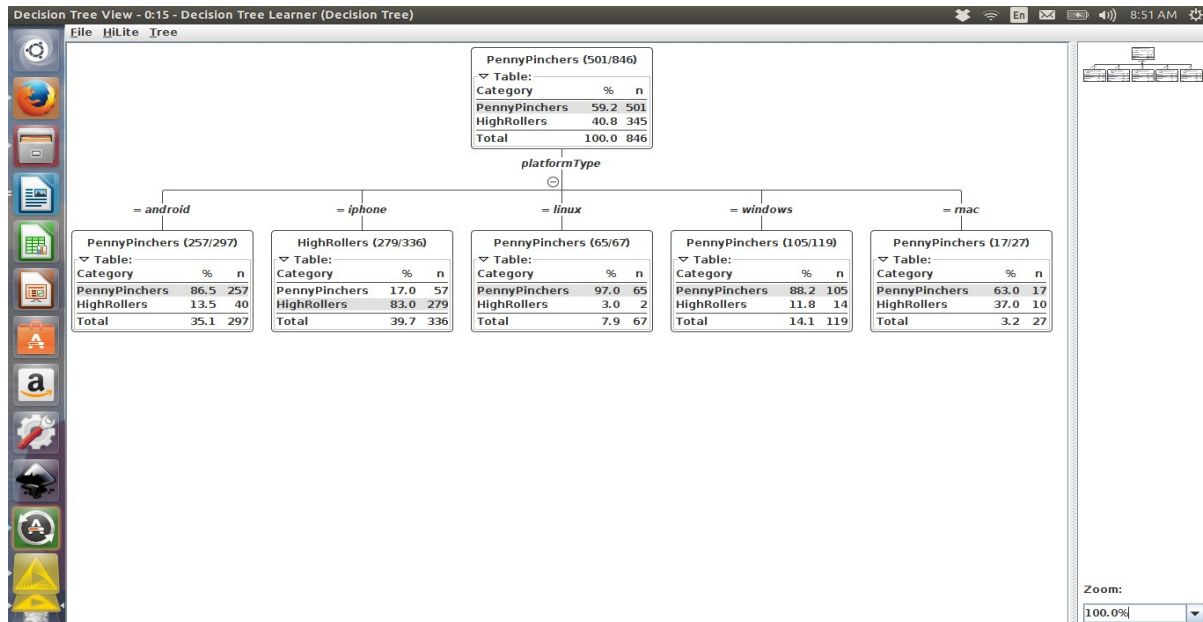 Decision Tree View - 0:15 - Decision Tree Learner (Decision Tree) En 8:51 AM
File HiLite Tree
PennyPinchers (501/846)
Table:
Category % n
PennyPinchers 59.2 501
HighRollers 40.8 345
Total 100.0 846
platformType
= android
= iphone
= linux
= windows
= mac
PennyPinchers (257/297)
Table:
Category % n
PennyPinchers 86.5 257
HighRollers 13.5 40
Total 35.1 297
HighRollers (279/336)
Table:
Category % n
PennyPinchers 17.0 57
HighRollers 83.0 279
Total 39.7 336
PennyPinchers (65/67)
Table:
Category % n
PennyPinchers 97.0 65
HighRollers 3.0 2
Total 7.9 67
PennyPinchers (105/119)
Table:
Category % n
PennyPinchers 88.2 105
HighRollers 11.8 14
Total 14.1 119
PennyPinchers (17/27)
Table:
Category % n
PennyPinchers 63.0 17
HighRollers 37.0 10
Total 3.2 27
Zoom:
100.0%